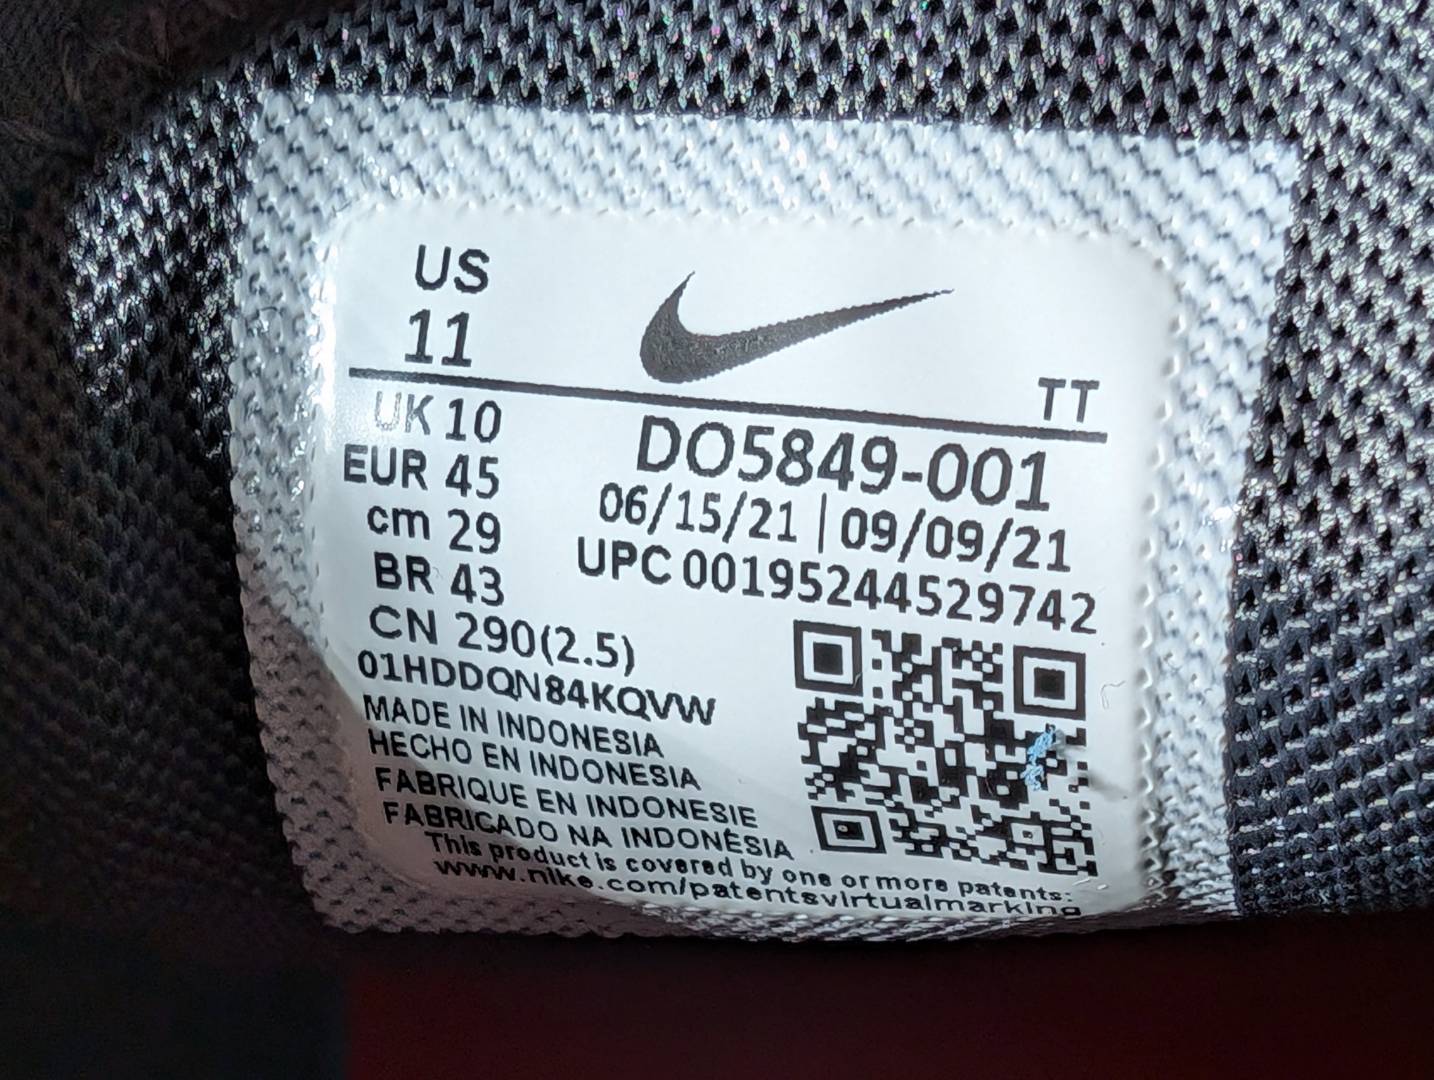 US
11
TT
UK 10
EUR 45
cm 29
BR 43
CN 290(2.5)
DO5849-001
06/15/21 | 09/09/21
UPC 00195244529742
01HDDQN84KQVW
MADE IN INDONESIA
HECHO EN INDONESIA
FABRIQUE EN INDONESIE
FABRICADO NA INDONÉSIA
This product is covered by one or more patents:
www.nike.com/patentsvirtualmarking